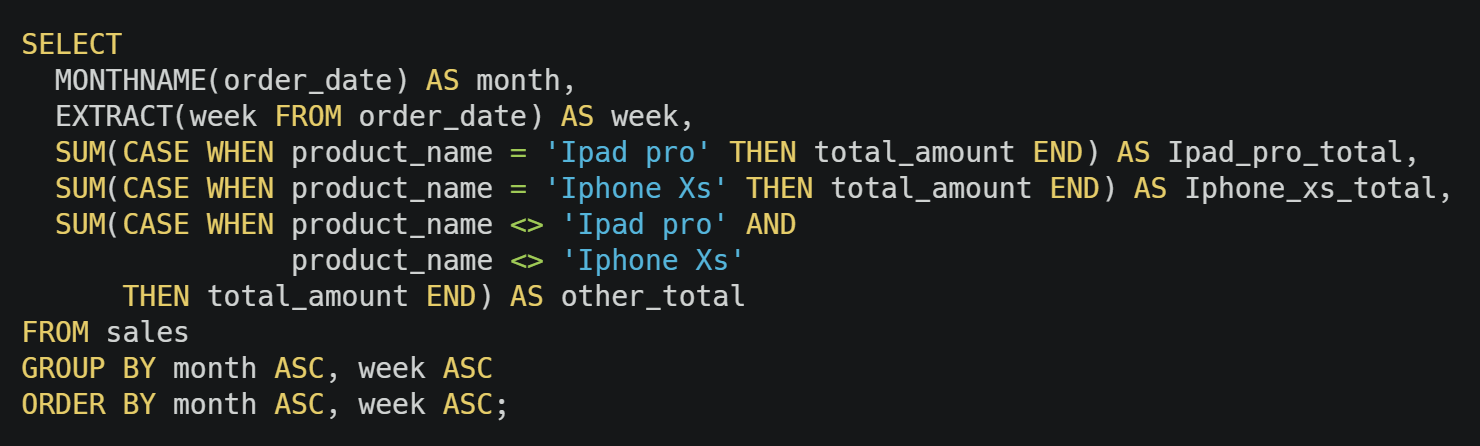 SELECT
  MONTHNAME(order_date) AS month,
  EXTRACT(week FROM order_date) AS week,
  SUM(CASE WHEN product_name = 'Ipad pro' THEN total_amount END) AS Ipad_pro_total,
  SUM(CASE WHEN product_name = 'Iphone Xs' THEN total_amount END) AS Iphone_xs_total,
  SUM(CASE WHEN product_name <> 'Ipad pro' AND
                product_name <> 'Iphone Xs'
      THEN total_amount END) AS other_total
FROM sales
GROUP BY month ASC, week ASC
ORDER BY month ASC, week ASC;